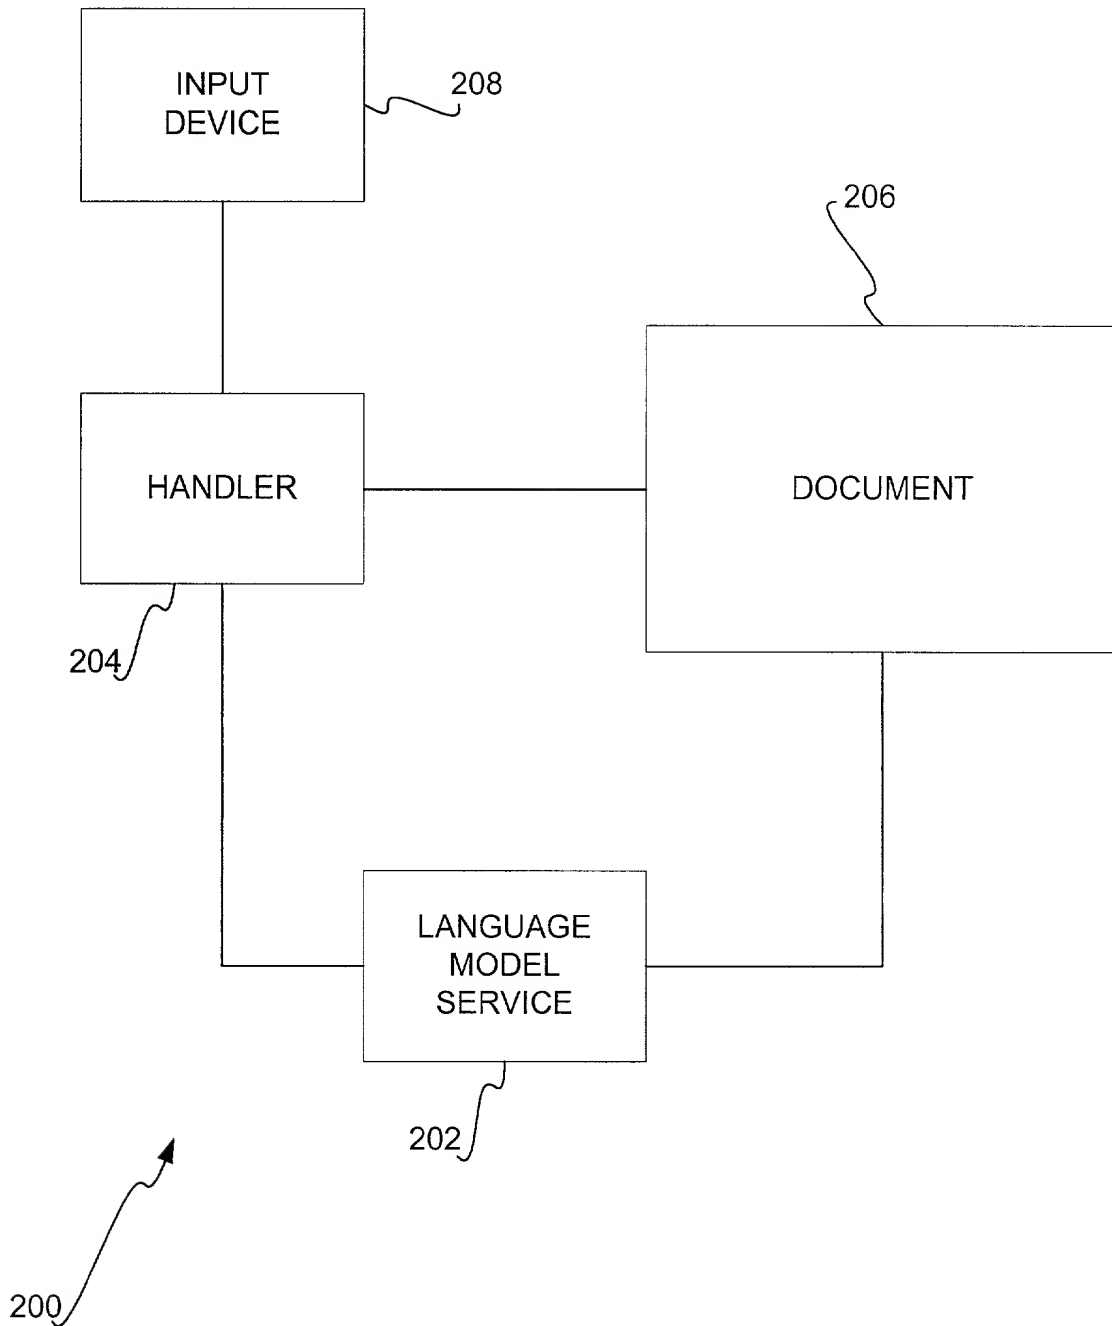 INPUT
DEVICE
208
206
HANDLER
DOCUMENT
204
LANGUAGE
MODEL
SERVICE
202
200